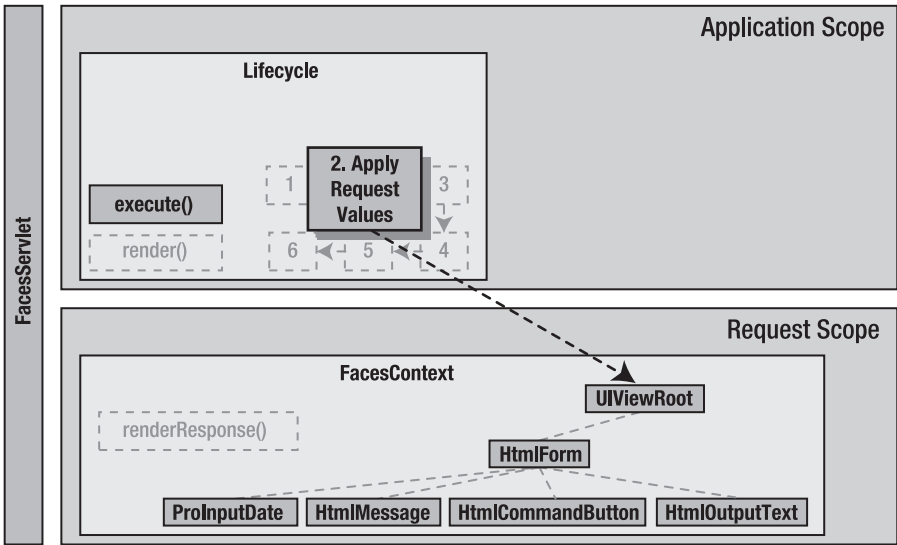 FacesServlet
Application Scope
Lifecycle
execute()
render()
1
2. Apply
Request
Values
3
6
5
4
Request Scope
FacesContext
renderResponse()
UIViewRoot
HtmlForm
ProInputDate
HtmlMessage
HtmlCommandButton
HtmlOutputText